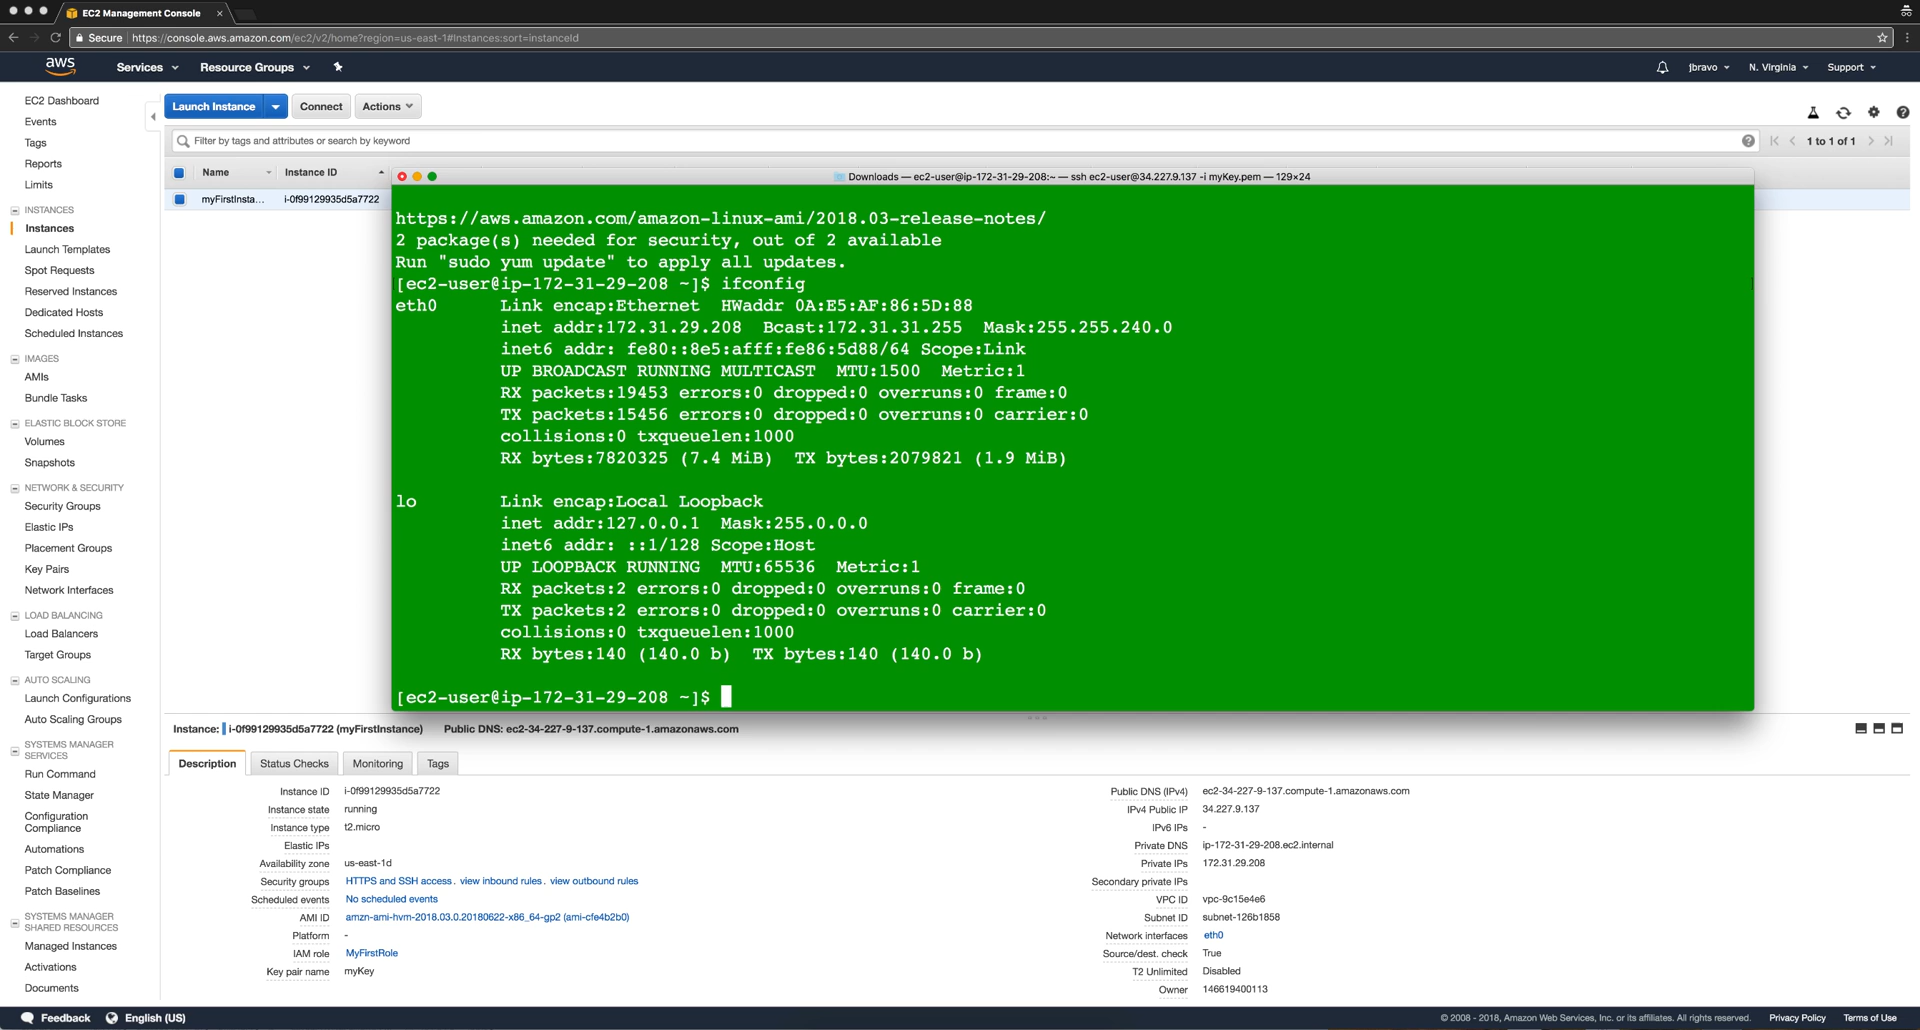 EC2 Management Console
Secure https://console.aws.amazon.com/ec2/v2/home?region=us-east-1#Instances:sort=instanceId
aws Services Resource Groups jbravo N. Virginia Support
EC2 Dashboard
Events
Tags
Reports
Limits
INSTANCES
Instances
Launch Templates
Spot Requests
Reserved Instances
Dedicated Hosts
Scheduled Instances
IMAGES
AMIs
Bundle Tasks
ELASTIC BLOCK STORE
Volumes
Snapshots
NETWORK & SECURITY
Security Groups
Elastic IPs
Placement Groups
Key Pairs
Network Interfaces
LOAD BALANCING
Load Balancers
Target Groups
AUTO SCALING
Launch Configurations
Auto Scaling Groups
SYSTEMS MANAGER
SERVICES
Run Command
State Manager
Configuration
Compliance
Automations
Patch Compliance
Patch Baselines
SYSTEMS MANAGER
SHARED RESOURCES
Managed Instances
Activations
Documents
Launch Instance Connect Actions
Filter by tags and attributes or search by keyword 1 to 1 of 1
Name Instance ID
myFirstInsta... i-0f99129935d5a7722
Downloads — ec2-user@ip-172-31-29-208:~ — ssh ec2-user@34.227.9.137 -i myKey.pem — 129×24
https://aws.amazon.com/amazon-linux-ami/2018.03-release-notes/
2 package(s) needed for security, out of 2 available
Run "sudo yum update" to apply all updates.
[ec2-user@ip-172-31-29-208 ~]$ ifconfig
eth0 Link encap:Ethernet HWaddr 0A:E5:AF:86:5D:88
inet addr:172.31.29.208 Bcast:172.31.31.255 Mask:255.255.240.0
inet6 addr: fe80::8e5:afff:fe86:5d88/64 Scope:Link
UP BROADCAST RUNNING MULTICAST MTU:1500 Metric:1
RX packets:19453 errors:0 dropped:0 overruns:0 frame:0
TX packets:15456 errors:0 dropped:0 overruns:0 carrier:0
collisions:0 txqueuelen:1000
RX bytes:7820325 (7.4 MiB) TX bytes:2079821 (1.9 MiB)
lo Link encap:Local Loopback
inet addr:127.0.0.1 Mask:255.0.0.0
inet6 addr: ::1/128 Scope:Host
UP LOOPBACK RUNNING MTU:65536 Metric:1
RX packets:2 errors:0 dropped:0 overruns:0 frame:0
TX packets:2 errors:0 dropped:0 overruns:0 carrier:0
collisions:0 txqueuelen:1000
RX bytes:140 (140.0 b) TX bytes:140 (140.0 b)
[ec2-user@ip-172-31-29-208 ~]$
Instance: i-0f99129935d5a7722 (myFirstInstance) Public DNS: ec2-34-227-9-137.compute-1.amazonaws.com
Description Status Checks Monitoring Tags
Instance ID i-0f99129935d5a7722
Instance state running
Instance type t2.micro
Elastic IPs
Availability zone us-east-1d
Security groups HTTPS and SSH access. view inbound rules. view outbound rules
Scheduled events No scheduled events
AMI ID amzn-ami-hvm-2018.03.0.20180622-x86_64-gp2 (ami-cfe4b2b0)
Platform -
IAM role MyFirstRole
Key pair name myKey
Public DNS (IPv4) ec2-34-227-9-137.compute-1.amazonaws.com
IPv4 Public IP 34.227.9.137
IPv6 IPs -
Private DNS ip-172-31-29-208.ec2.internal
Private IPs 172.31.29.208
Secondary private IPs
VPC ID vpc-9c15e4e6
Subnet ID subnet-126b1858
Network interfaces eth0
Source/dest. check True
T2 Unlimited Disabled
Owner 146619400113
Feedback English (US) © 2008 - 2018, Amazon Web Services, Inc. or its affiliates. All rights reserved. Privacy Policy Terms of Use